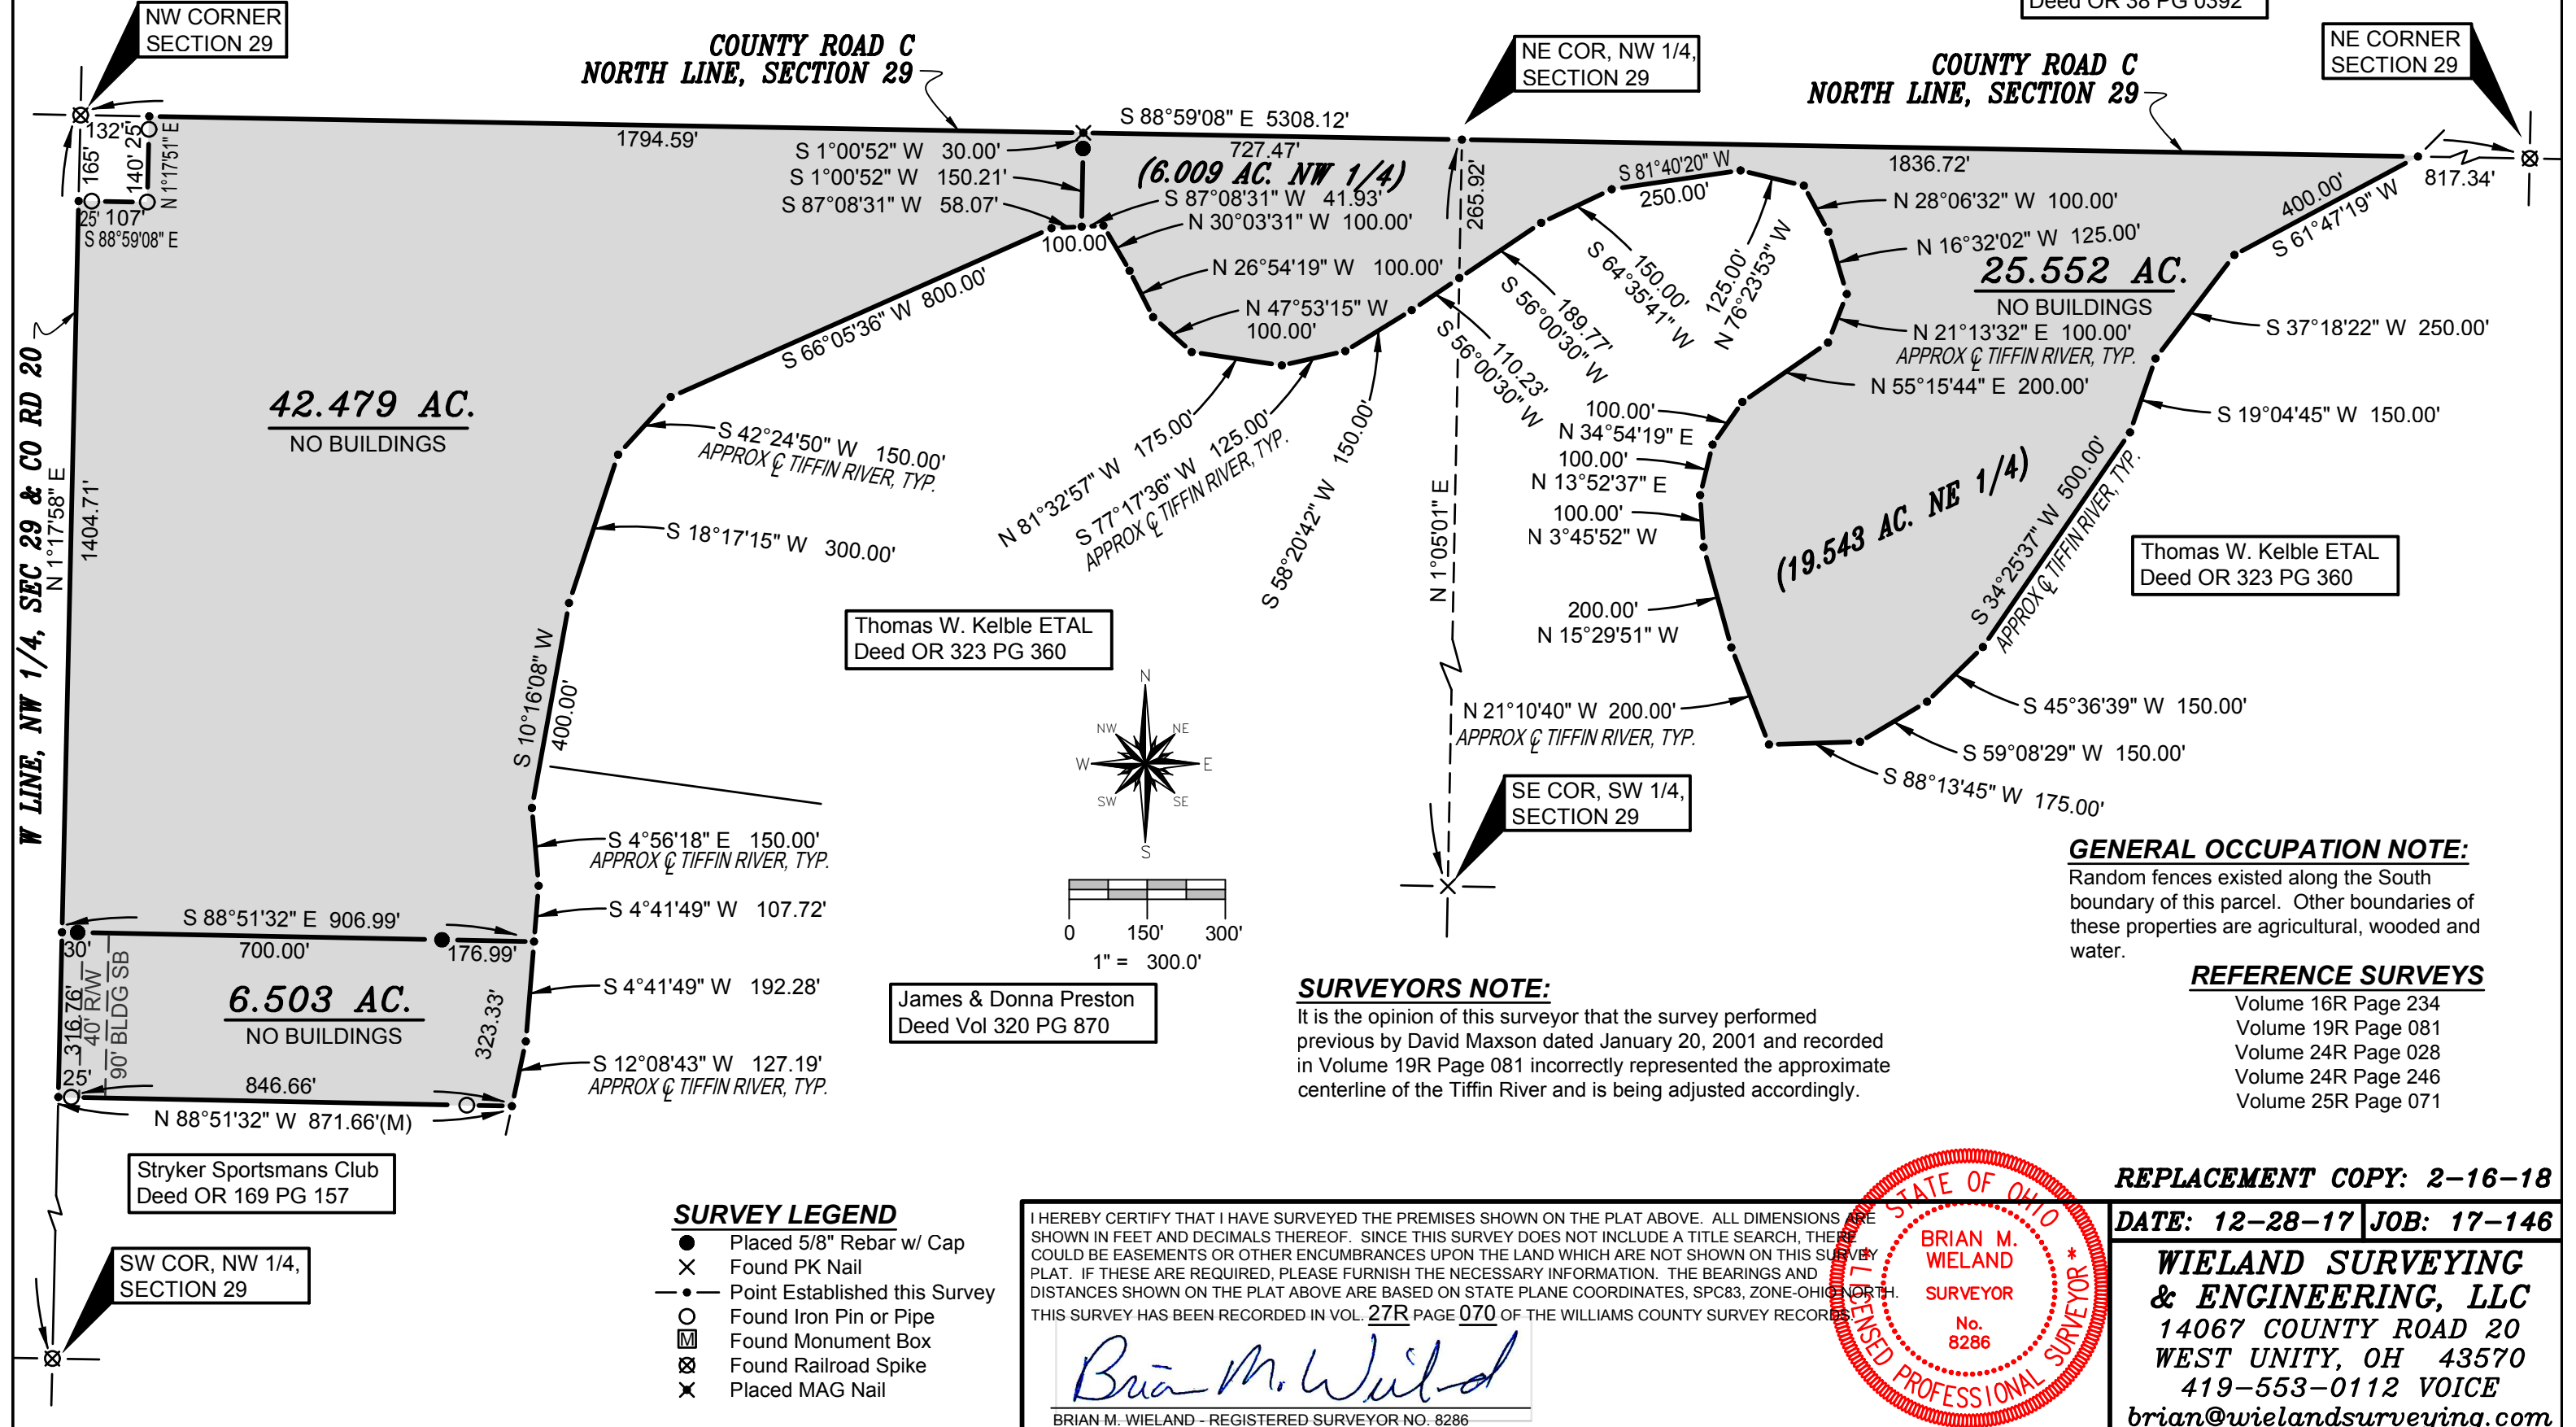 Deed OR 38 PG 0392
NW CORNER
SECTION 29
COUNTY ROAD C
NORTH LINE, SECTION 29
NE COR, NW 1/4,
SECTION 29
COUNTY ROAD C
NORTH LINE, SECTION 29
NE CORNER
SECTION 29
S 88°59'08" E 5308.12'
132'
25'
165'
140'
N 1°17'51" E
25' 107'
S 88°59'08" E
1794.59'
727.47'
1836.72'
817.34'
S 1°00'52" W 30.00'
S 1°00'52" W 150.21'
S 87°08'31" W 58.07'
(6.009 AC. NW 1/4)
S 87°08'31" W 41.93'
N 30°03'31" W 100.00'
100.00
N 26°54'19" W 100.00'
N 47°53'15" W
100.00'
265.92'
S 81°40'20" W
250.00'
N 28°06'32" W 100.00'
N 16°32'02" W 125.00'
25.552 AC.
NO BUILDINGS
400.00'
S 61°47'19" W
N 21°13'32" E 100.00'
APPROX ℄ TIFFIN RIVER, TYP.
N 55°15'44" E 200.00'
S 37°18'22" W 250.00'
S 19°04'45" W 150.00'
150.00'
S 64°35'41" W
125.00'
N 76°23'53" W
189.77'
S 56°00'30" W
110.23'
S 56°00'30" W
S 66°05'36" W 800.00'
42.479 AC.
NO BUILDINGS
W LINE, NW 1/4, SEC 29 & CO RD 20
N 1°17'58" E
1404.71'
S 42°24'50" W 150.00'
APPROX ℄ TIFFIN RIVER, TYP.
S 18°17'15" W 300.00'
N 81°32'57" W 175.00'
S 77°17'36" W 125.00'
APPROX ℄ TIFFIN RIVER, TYP.
S 58°20'42" W 150.00'
N 1°05'01" E
100.00'
N 34°54'19" E
100.00'
N 13°52'37" E
100.00'
N 3°45'52" W
200.00'
N 15°29'51" W
N 21°10'40" W 200.00'
APPROX ℄ TIFFIN RIVER, TYP.
(19.543 AC. NE 1/4)
S 34°25'37" W 500.00'
APPROX ℄ TIFFIN RIVER, TYP.
Thomas W. Kelble ETAL
Deed OR 323 PG 360
Thomas W. Kelble ETAL
Deed OR 323 PG 360
S 10°16'08" W
400.00'
N
NW
NE
W
E
SW
SE
S
S 45°36'39" W 150.00'
S 59°08'29" W 150.00'
S 88°13'45" W 175.00'
SE COR, SW 1/4,
SECTION 29
S 4°56'18" E 150.00'
APPROX ℄ TIFFIN RIVER, TYP.
S 4°41'49" W 107.72'
0 150' 300'
1" = 300.0'
GENERAL OCCUPATION NOTE:
Random fences existed along the South
boundary of this parcel. Other boundaries of
these properties are agricultural, wooded and
water.
S 88°51'32" E 906.99'
30'
700.00'
176.99'
316.76'
40' R/W
90' BLDG SB
6.503 AC.
NO BUILDINGS
323.33'
S 4°41'49" W 192.28'
S 12°08'43" W 127.19'
APPROX ℄ TIFFIN RIVER, TYP.
25'
846.66'
N 88°51'32" W 871.66'(M)
James & Donna Preston
Deed Vol 320 PG 870
SURVEYORS NOTE:
It is the opinion of this surveyor that the survey performed
previous by David Maxson dated January 20, 2001 and recorded
in Volume 19R Page 081 incorrectly represented the approximate
centerline of the Tiffin River and is being adjusted accordingly.
REFERENCE SURVEYS
Volume 16R Page 234
Volume 19R Page 081
Volume 24R Page 028
Volume 24R Page 246
Volume 25R Page 071
Stryker Sportsmans Club
Deed OR 169 PG 157
SW COR, NW 1/4,
SECTION 29
SURVEY LEGEND
Placed 5/8" Rebar w/ Cap
Found PK Nail
Point Established this Survey
Found Iron Pin or Pipe
M Found Monument Box
Found Railroad Spike
Placed MAG Nail
I HEREBY CERTIFY THAT I HAVE SURVEYED THE PREMISES SHOWN ON THE PLAT ABOVE. ALL DIMENSIONS ARE
SHOWN IN FEET AND DECIMALS THEREOF. SINCE THIS SURVEY DOES NOT INCLUDE A TITLE SEARCH, THERE
COULD BE EASEMENTS OR OTHER ENCUMBRANCES UPON THE LAND WHICH ARE NOT SHOWN ON THIS SURVEY
PLAT. IF THESE ARE REQUIRED, PLEASE FURNISH THE NECESSARY INFORMATION. THE BEARINGS AND
DISTANCES SHOWN ON THE PLAT ABOVE ARE BASED ON STATE PLANE COORDINATES, SPC83, ZONE-OHIO NORTH.
THIS SURVEY HAS BEEN RECORDED IN VOL. 27R PAGE 070 OF THE WILLIAMS COUNTY SURVEY RECORDS.
Brian M. Wieland
BRIAN M. WIELAND - REGISTERED SURVEYOR NO. 8286
STATE OF OHIO
BRIAN M.
WIELAND
SURVEYOR
No.
8286
* LICENSED PROFESSIONAL SURVEYOR *
REPLACEMENT COPY: 2-16-18
DATE: 12-28-17 JOB: 17-146
WIELAND SURVEYING
& ENGINEERING, LLC
14067 COUNTY ROAD 20
WEST UNITY, OH 43570
419-553-0112 VOICE
brian@wielandsurveying.com